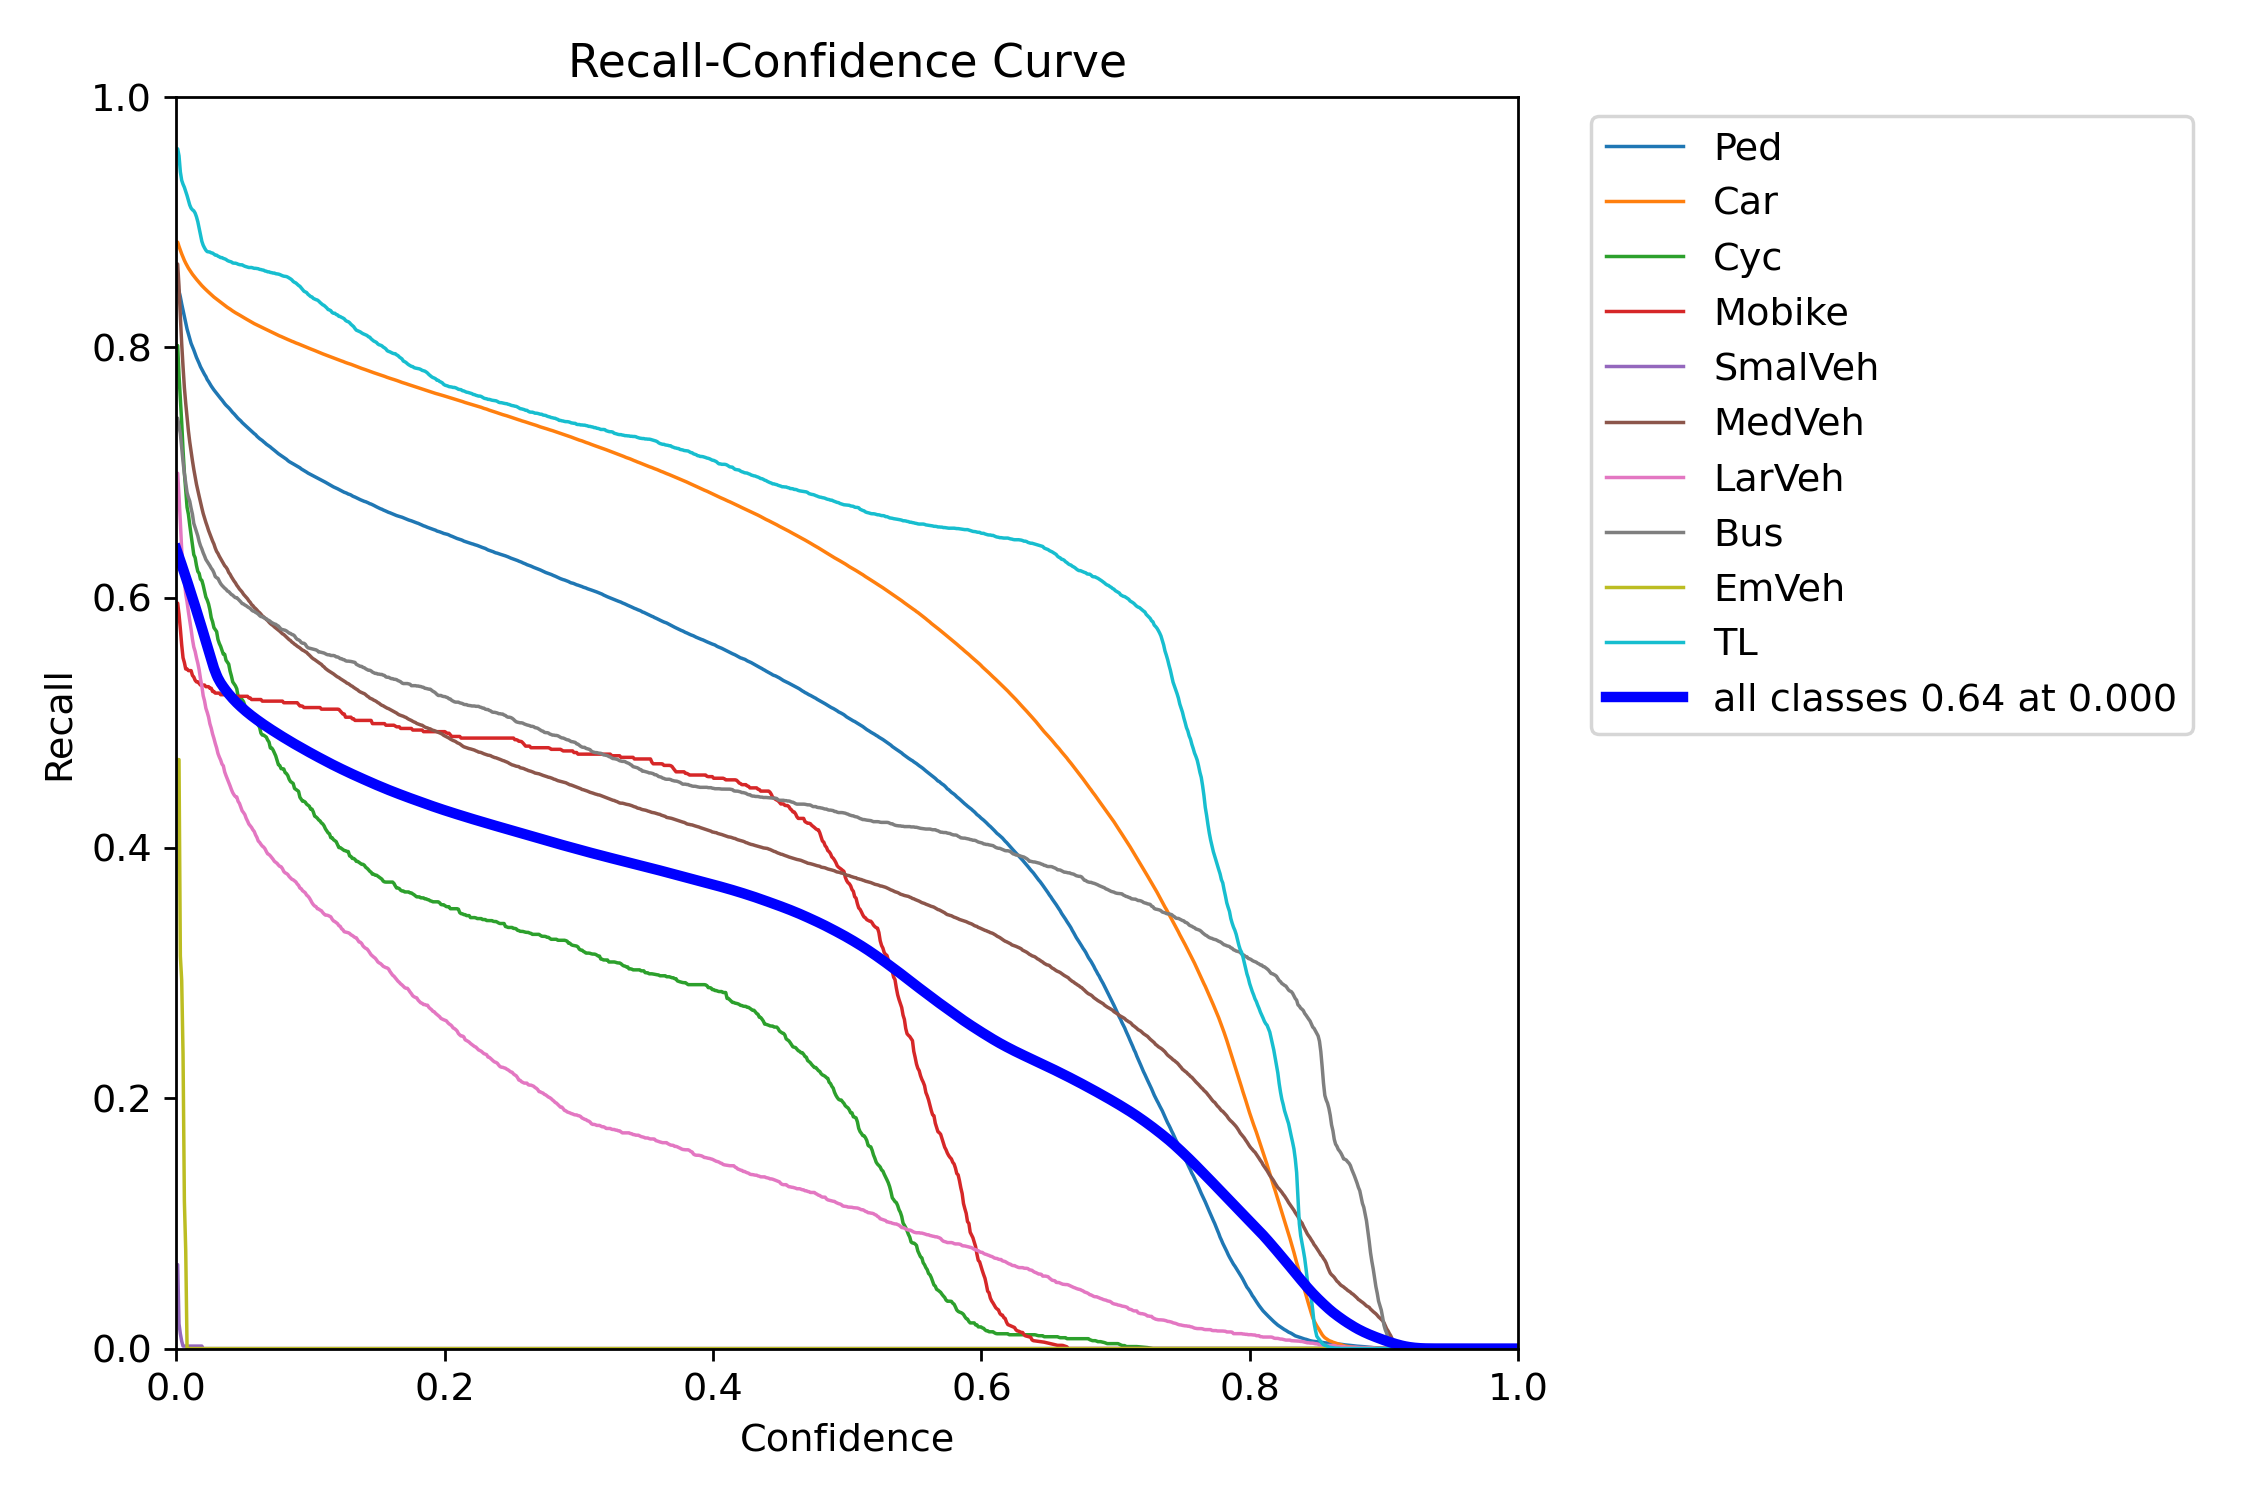 Recall-Confidence Curve
1.0
0.8
0.6
0.4
0.2
0.0
Recall
0.0 0.2 0.4 0.6 0.8 1.0
Confidence
Ped
Car
Cyc
Mobike
SmalVeh
MedVeh
LarVeh
Bus
EmVeh
TL
all classes 0.64 at 0.000